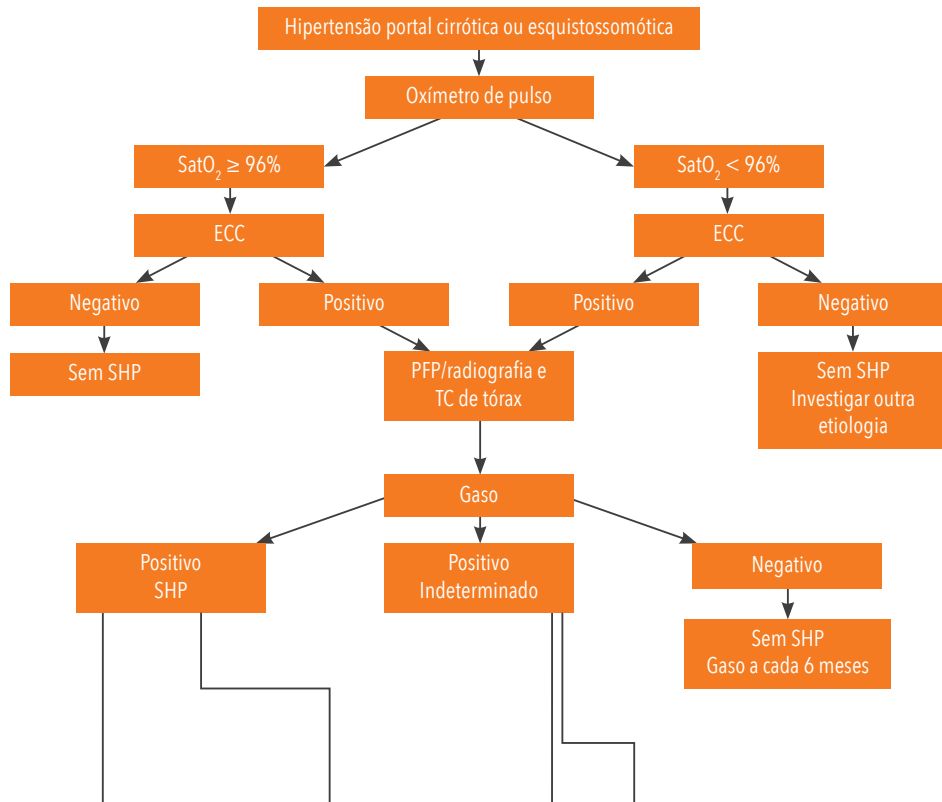 Hipertensão portal cirrótica ou esquistossomótica
Oxímetro de pulso
SatO₂ ≥ 96%
SatO₂ < 96%
ECC
ECC
Negativo
Positivo
Positivo
Negativo
Sem SHP
PFP/radiografia e
TC de tórax
Sem SHP
Investigar outra
etiologia
Gaso
Positivo
SHP
Positivo
Indeterminado
Negativo
Sem SHP
Gaso a cada 6 meses